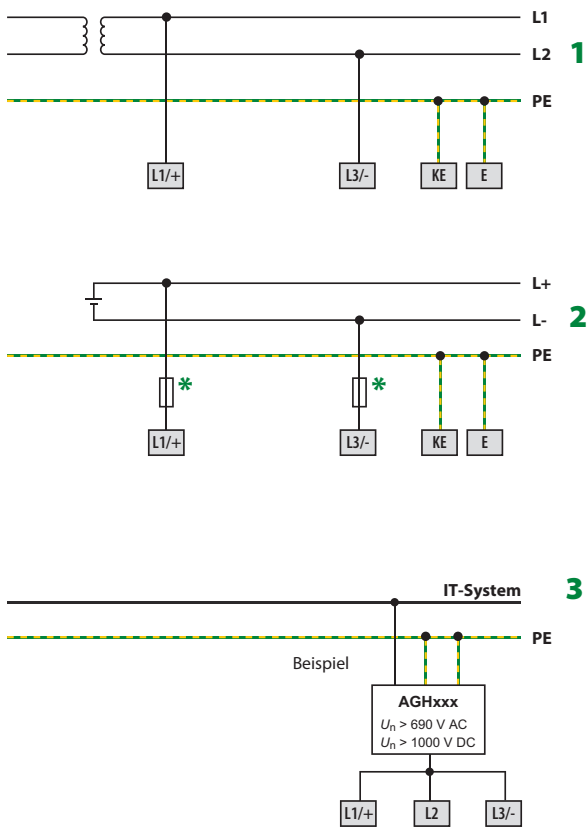 L1
L2
1
PE
L1/+
L3/-
KE
E
L+
L-
2
PE
*
*
L1/+
L3/-
KE
E
IT-System
3
PE
Beispiel
AGHxxx
Un > 690 V AC
Un > 1000 V DC
L1/+
L2
L3/-